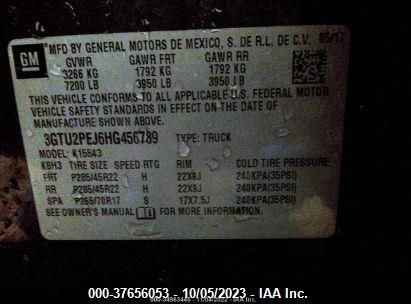 GM
MFD BY GENERAL MOTORS DE MEXICO, S. DE R.L. DE C.V. 05/17
GVWR GAWR FRT GAWR RR
3266 KG 1792 KG 1792 KG
7200 LB 3950 LB 3950 LB
THIS VEHICLE CONFORMS TO ALL APPLICABLE U.S. FEDERAL MOTOR
VEHICLE SAFETY STANDARDS IN EFFECT ON THE DATE OF
MANUFACTURE SHOWN ABOVE.
3GTU2PEJ6HG456789 TYPE: TRUCK
MODEL: K15543
KBH3 TIRE SIZE SPEED RTG RIM COLD TIRE PRESSURE
FRT P285/45R22 H 22X9J 240KPA(35PSI)
RR P285/45R22 H 22X9J 240KPA(35PSI)
SPA P265/70R17 S 17X7.5J 240KPA(35PSI)
SEE OWNER'S MANUAL FOR MORE INFORMATION.
000-37656053 - 10/05/2023 - IAA Inc.